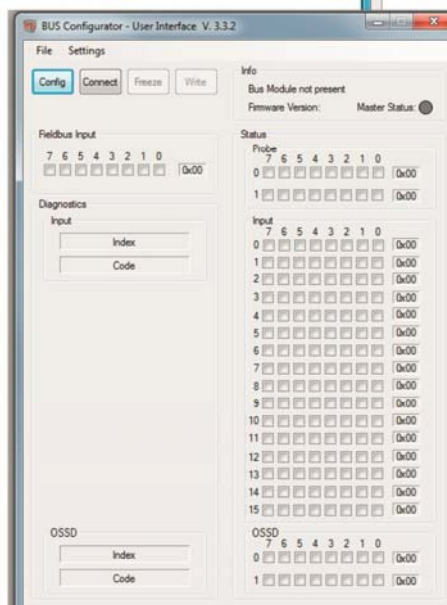 BUS Configurator - User Interface V. 3.3.2
File Settings
Config Connect Freeze Write
Info
Bus Module not present
Firmware Version: Master Status:
Fieldbus Input
7 6 5 4 3 2 1 0
0x00
Diagnostics
Input
Index
Code
OSSD
Index
Code
Status
Probe
7 6 5 4 3 2 1 0
0 0x00
1 0x00
Input
7 6 5 4 3 2 1 0
0 0x00
1 0x00
2 0x00
3 0x00
4 0x00
5 0x00
6 0x00
7 0x00
8 0x00
9 0x00
10 0x00
11 0x00
12 0x00
13 0x00
14 0x00
15 0x00
OSSD
7 6 5 4 3 2 1 0
0 0x00
1 0x00